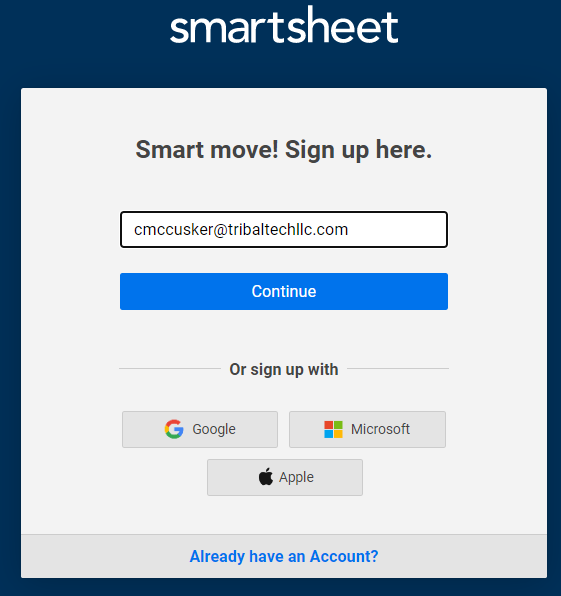 smartsheet
Smart move! Sign up here.
cmccusker@tribaltechllc.com
Continue
Or sign up with
Google
Microsoft
Apple
Already have an Account?